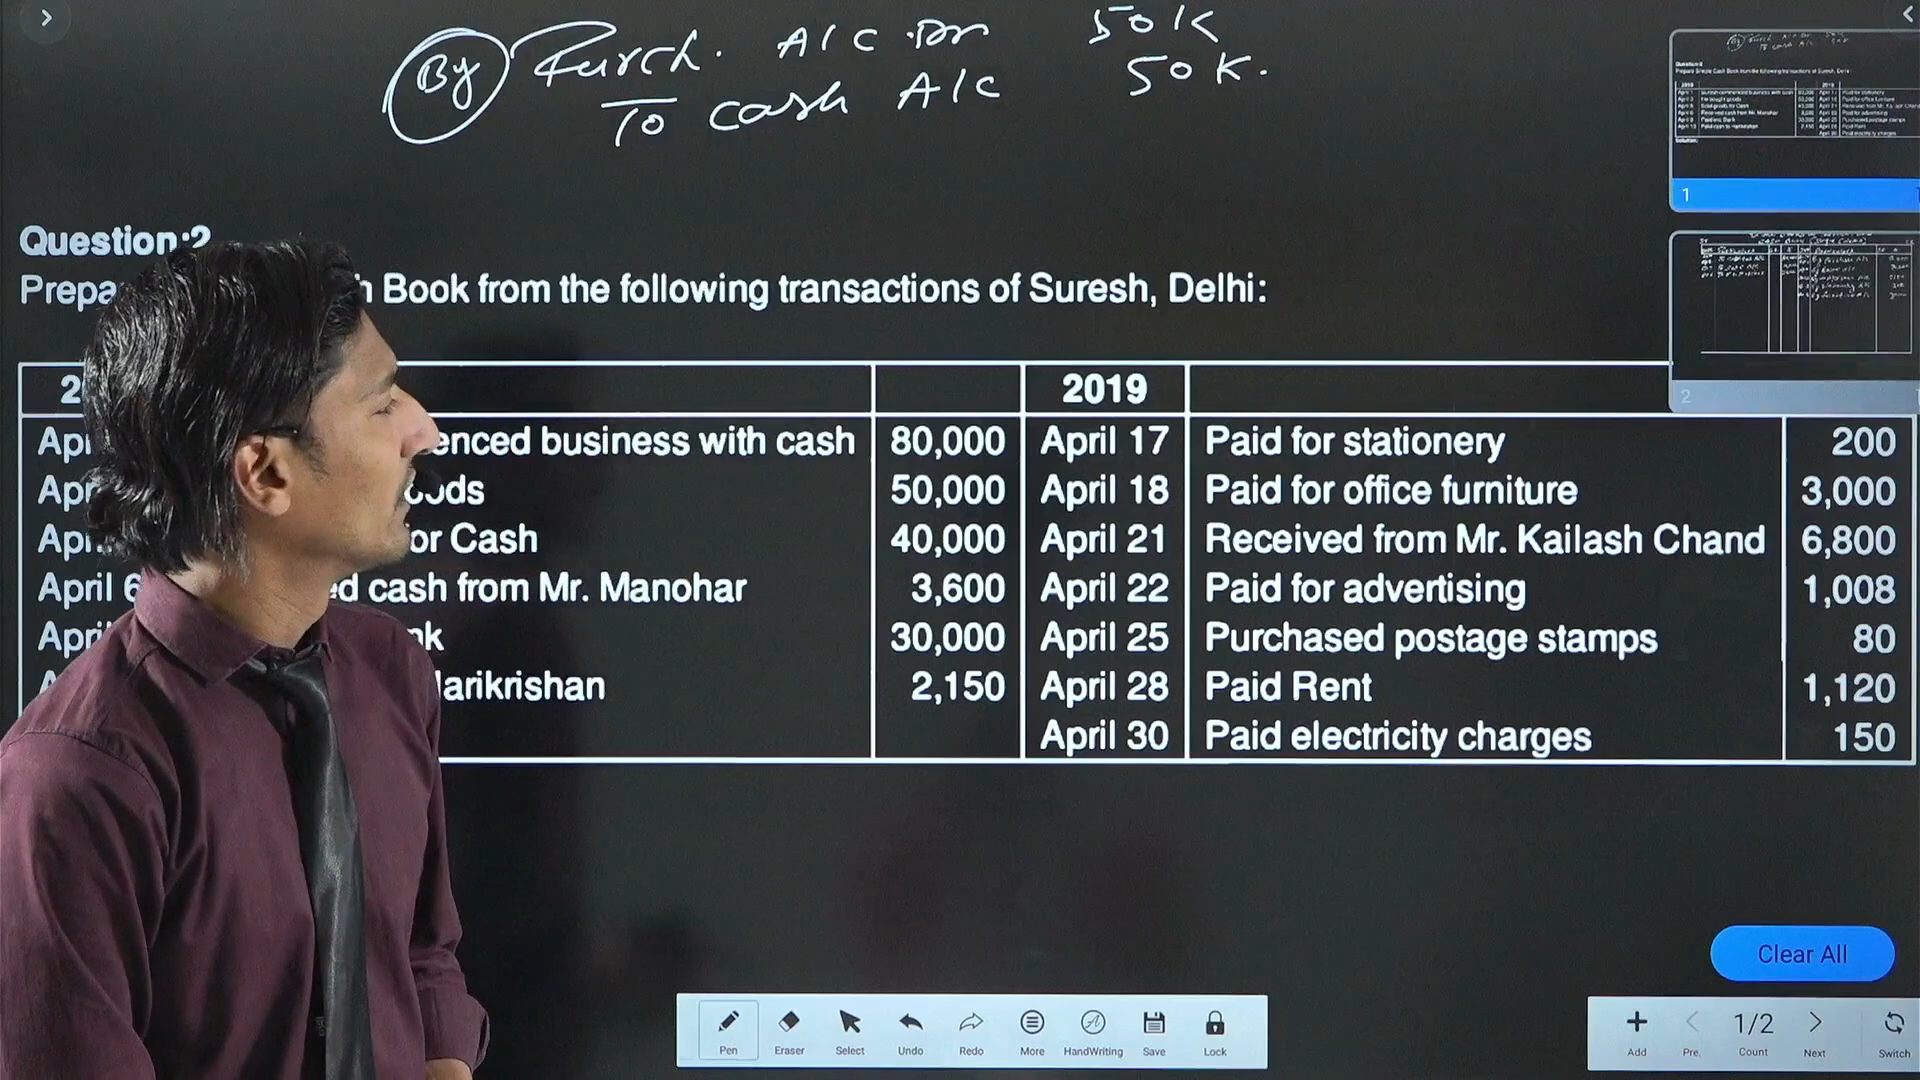 By Purch. A/C Dr 50K
To cash A/C 50K.
Question:2
Prepa h Book from the following transactions of Suresh, Delhi:
2 2019
Apr enced business with cash 80,000 April 17 Paid for stationery 200
Apr oods 50,000 April 18 Paid for office furniture 3,000
Apr or Cash 40,000 April 21 Received from Mr. Kailash Chand 6,800
April 6 ed cash from Mr. Manohar 3,600 April 22 Paid for advertising 1,008
Apri nk 30,000 April 25 Purchased postage stamps 80
A arikrishan 2,150 April 28 Paid Rent 1,120
April 30 Paid electricity charges 150
1
2
Clear All
Pen Eraser Select Undo Redo More HandWriting Save Lock
Add Pre. 1/2 Count Next Switch